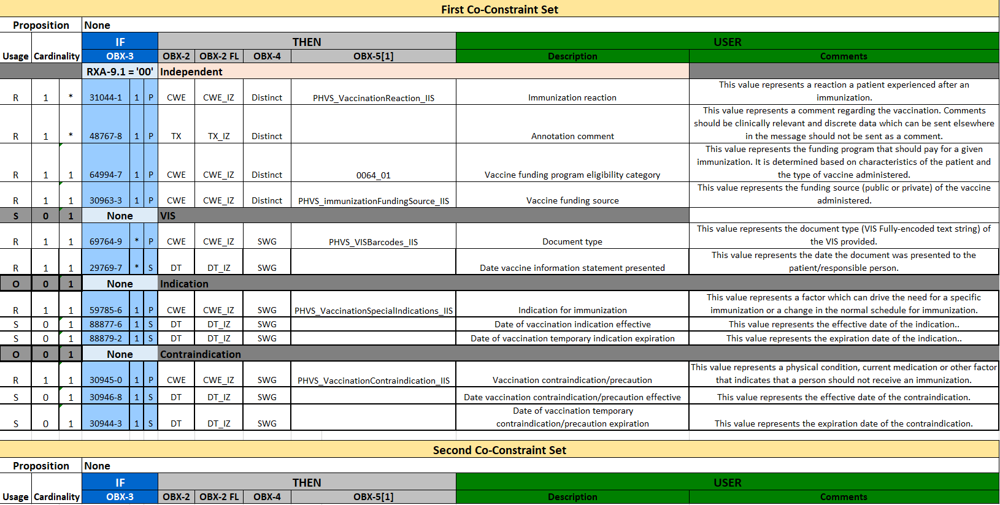 First Co-Constraint Set
Proposition None
IF THEN USER
Usage Cardinality OBX-3 OBX-2 OBX-2 FL OBX-4 OBX-5[1] Description Comments
RXA-9.1 = '00' Independent
R 1 * 31044-1 1 P CWE CWE_IZ Distinct PHVS_VaccinationReaction_IIS Immunization reaction This value represents a reaction a patient experienced after an
immunization.
R 1 * 48767-8 1 P TX TX_IZ Distinct Annotation comment This value represents a comment regarding the vaccination. Comments
should be clinically relevant and discrete data which can be sent elsewhere
in the message should not be sent as a comment.
R 1 1 64994-7 1 P CWE CWE_IZ Distinct 0064_01 Vaccine funding program eligibility category This value represents the funding program that should pay for a given
immunization. It is determined based on characteristics of the patient and
the type of vaccine administered.
R 1 1 30963-3 1 P CWE CWE_IZ Distinct PHVS_immunizationFundingSource_IIS Vaccine funding source This value represents the funding source (public or private) of the vaccine
administered.
S 0 1 None VIS
R 1 1 69764-9 * P CWE CWE_IZ SWG PHVS_VISBarcodes_IIS Document type This value represents the document type (VIS Fully-encoded text string) of
the VIS provided.
R 1 1 29769-7 * S DT DT_IZ SWG Date vaccine information statement presented This value represents the date the document was presented to the
patient/responsible person.
O 0 1 None Indication
R 1 1 59785-6 1 P CWE CWE_IZ SWG PHVS_VaccinationSpecialIndications_IIS Indication for immunization This value represents a factor which can drive the need for a specific
immunization or a change in the normal schedule for immunization.
S 0 1 88877-6 1 S DT DT_IZ SWG Date of vaccination indication effective This value represents the effective date of the indication..
S 0 1 88879-2 1 S DT DT_IZ SWG Date of vaccination temporary indication expiration This value represents the expiration date of the indication..
O 0 1 None Contraindication
R 1 1 30945-0 1 P CWE CWE_IZ SWG PHVS_VaccinationContraindication_IIS Vaccination contraindication/precaution This value represents a physical condition, current medication or other factor
that indicates that a person should not receive an immunization.
S 0 1 30946-8 1 S DT DT_IZ SWG Date vaccination contraindication/precaution effective This value represents the effective date of the contraindication.
S 0 1 30944-3 1 S DT DT_IZ SWG Date of vaccination temporary
contraindication/precaution expiration This value represents the expiration date of the contraindication.
Second Co-Constraint Set
Proposition None
IF THEN USER
Usage Cardinality OBX-3 OBX-2 OBX-2 FL OBX-4 OBX-5[1] Description Comments